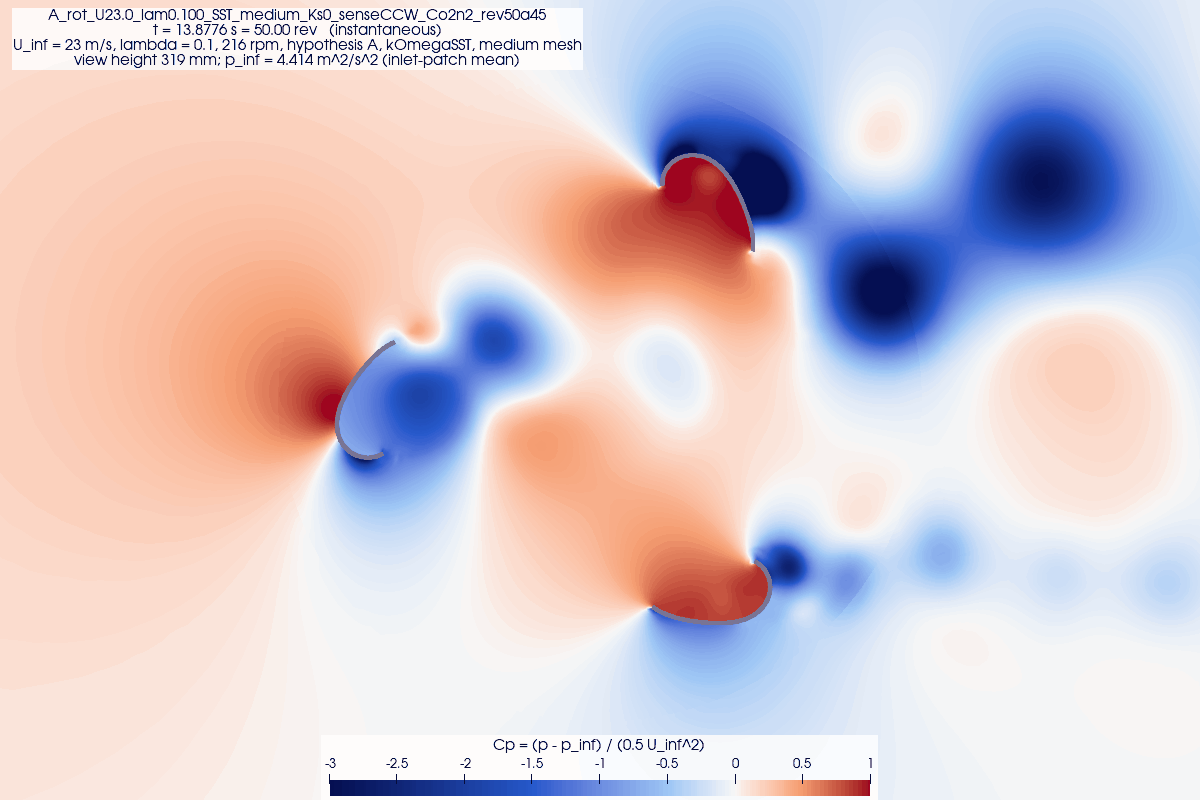 A_rot_U23.0_lam0.100_SST_medium_Ks0_senseCCW_Co2n2_rev50a45
t = 13.8776 s = 50.00 rev (instantaneous)
U_inf = 23 m/s, lambda = 0.1, 216 rpm, hypothesis A, kOmegaSST, medium mesh
view height 319 mm; p_inf = 4.414 m^2/s^2 (inlet-patch mean)
Cp = (p - p_inf) / (0.5 U_inf^2)
-3 -2.5 -2 -1.5 -1 -0.5 0 0.5 1